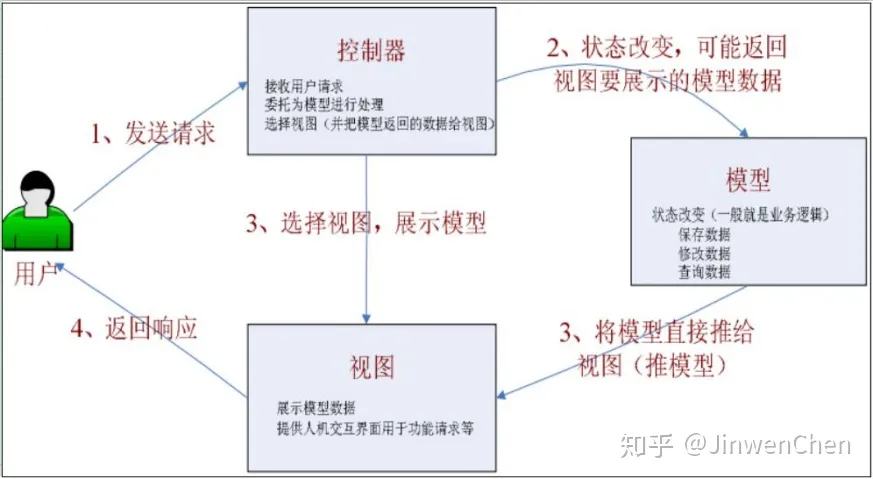 控制器
接收用户请求
委托为模型进行处理
选择视图（并把模型返回的数据给视图）
2、状态改变，可能返回
视图要展示的模型数据
1、发送请求
模型
状态改变（一般就是业务逻辑）
保存数据
修改数据
查询数据
3、选择视图，展示模型
用户
4、返回响应
3、将模型直接推给
视图（推模型）
视图
展示模型数据
提供人机交互界面用于功能请求等
知乎 @JinwenChen